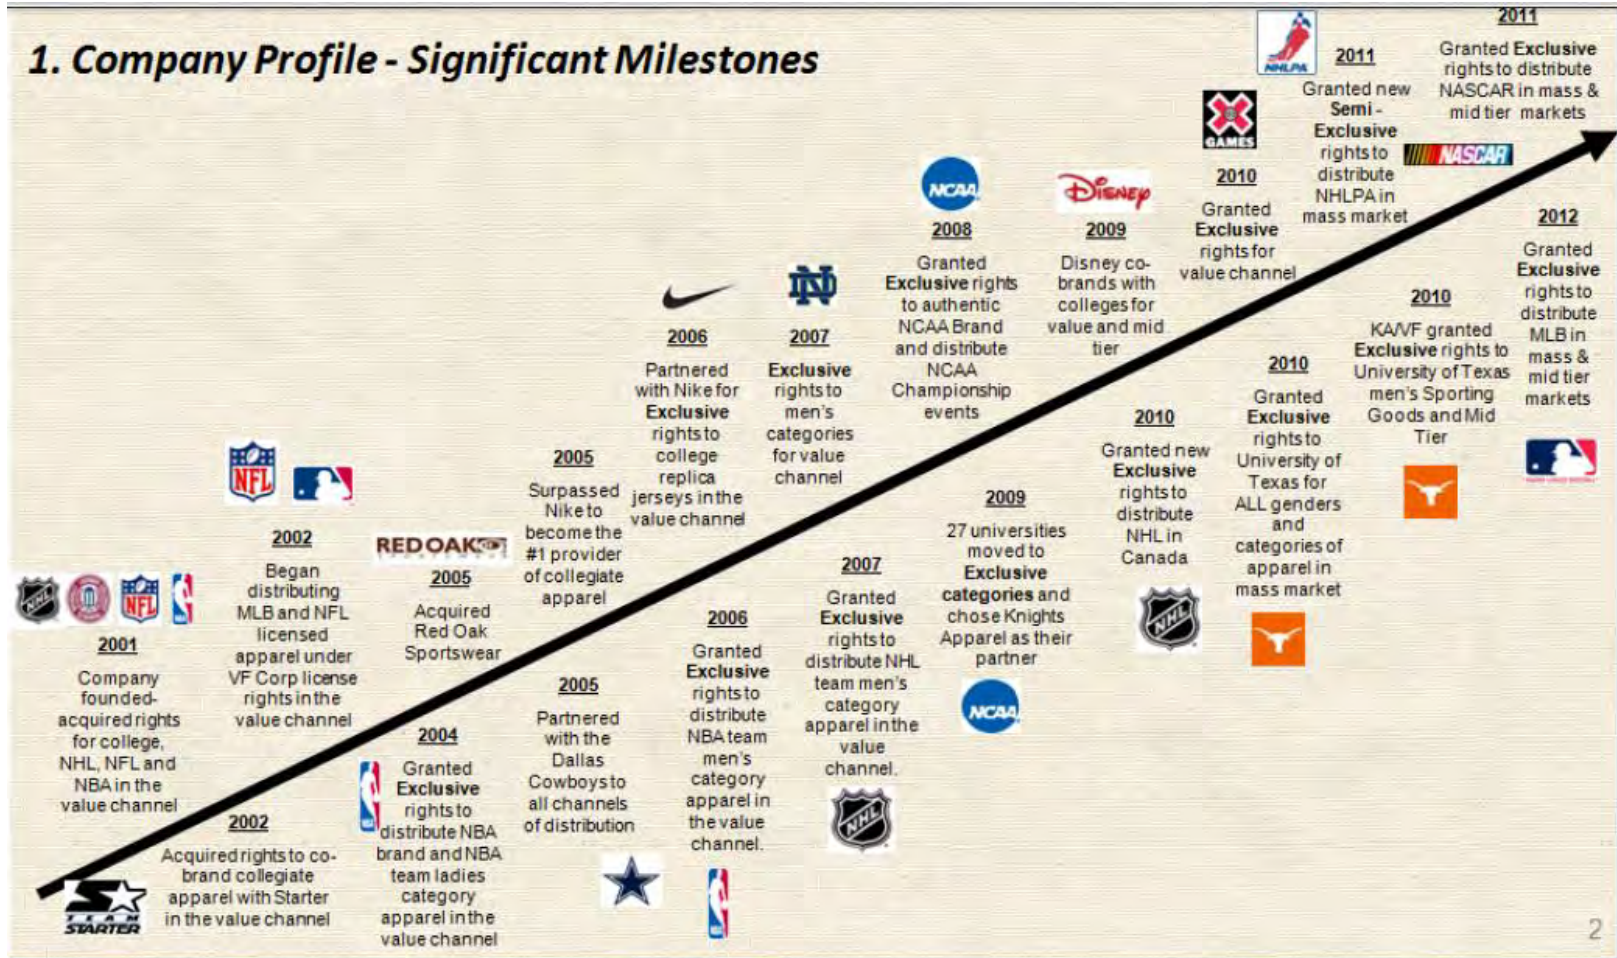 1. Company Profile - Significant Milestones
NHL
NFL
NBA
2001
Company
founded-
acquired rights
for college,
NHL, NFL and
NBA in the
value channel
TEAM
STARTER
2002
Acquired rights to co-
brand collegiate
apparel with Starter
in the value channel
NFL
2002
Began
distributing
MLB and NFL
licensed
apparel under
VF Corp license
rights in the
value channel
2004
Granted
Exclusive
rights to
distribute NBA
brand and NBA
team ladies
category
apparel in the
value channel
RED OAK
2005
Acquired
Red Oak
Sportswear
2005
Surpassed
Nike to
become the
#1 provider
of collegiate
apparel
2005
Partnered
with the
Dallas
Cowboys to
all channels
of distribution
2006
Partnered
with Nike for
Exclusive
rights to
college
replica
jerseys in the
value channel
2006
Granted
Exclusive
rights to
distribute
NBA team
men's
category
apparel in
the value
channel.
ND
2007
Exclusive
rights to
men's
categories
for value
channel
2007
Granted
Exclusive
rights to
distribute NHL
team men's
category
apparel in the
value
channel.
NHL
NCAA
2008
Granted
Exclusive rights
to authentic
NCAA Brand
and distribute
NCAA
Championship
events
2009
27 universities
moved to
Exclusive
categories and
chose Knights
Apparel as their
partner
NCAA
DISNEY
2009
Disney co-
brands with
colleges for
value and mid
tier
2010
Granted new
Exclusive
rights to
distribute
NHL in
Canada
NHL
X
GAMES
2010
Granted
Exclusive
rights for
value channel
2010
Granted
Exclusive
rights to
University of
Texas for
ALL genders
and
categories of
apparel in
mass market
NHLPA
2011
Granted new
Semi -
Exclusive
rights to
distribute
NHLPA in
mass market
2010
KA/VF granted
Exclusive rights to
University of Texas
men's Sporting
Goods and Mid
Tier
2011
Granted Exclusive
rights to distribute
NASCAR in mass &
mid tier markets
NASCAR
2012
Granted
Exclusive
rights to
distribute
MLB in
mass &
mid tier
markets
2